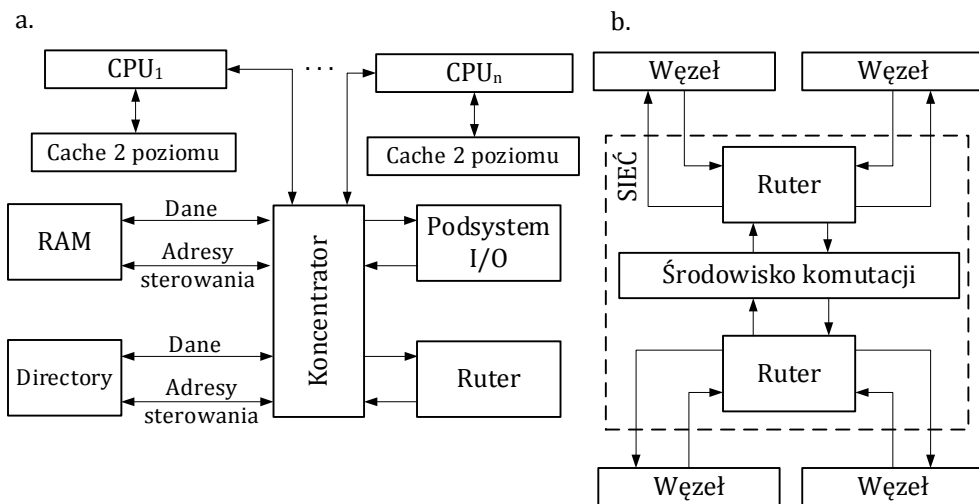 a.
CPU1
. . .
CPUn
Cache 2 poziomu
Cache 2 poziomu
RAM
Dane
Adresy
sterowania
Koncentrator
Podsystem
I/O
Directory
Dane
Adresy
sterowania
Ruter
b.
Węzeł
Węzeł
SIEĆ
Ruter
Środowisko komutacji
Ruter
Węzeł
Węzeł